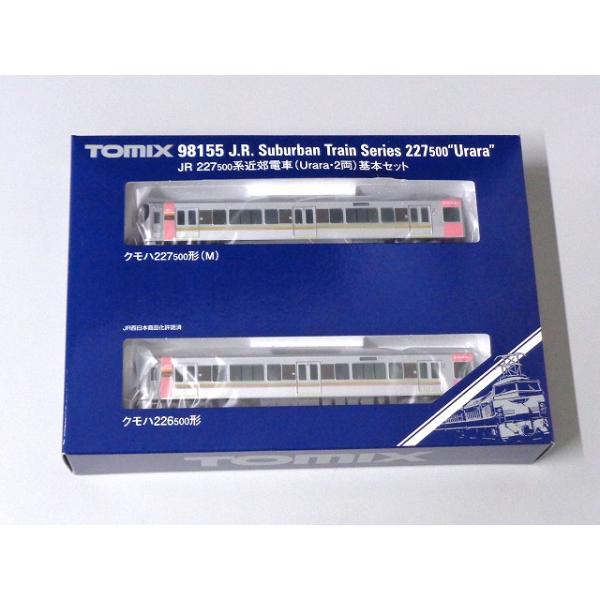 TOMIX 98155 J.R. Suburban Train Series 227500 "Urara"
JR 227500系近郊電車(Urara・2両)基本セット
クモハ227500形(M)
JR西日本商品化許諾済
クモハ226500形
TOMIX